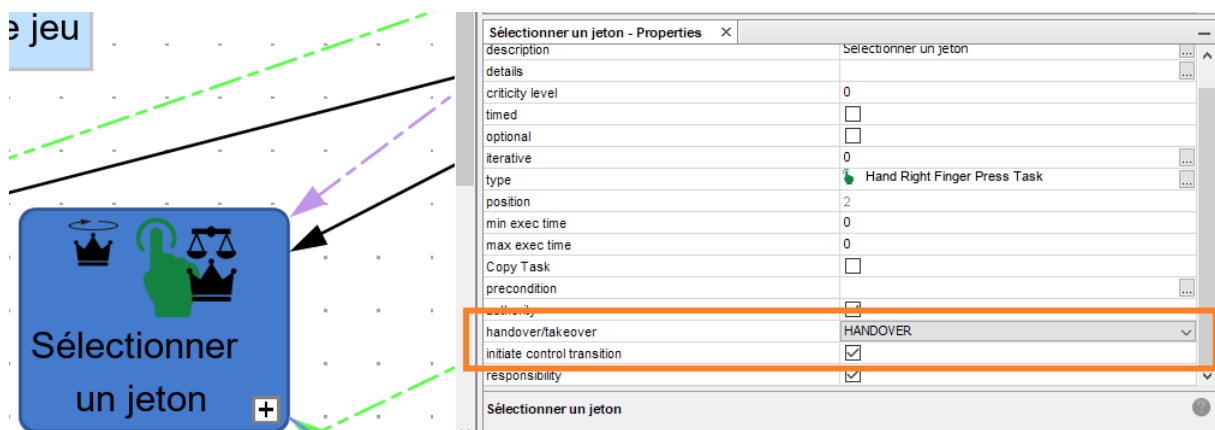 e jeu
Sélectionner
un jeton
Sélectionner un jeton - Properties
description Sélectionner un jeton
details
criticity level 0
timed
optional
iterative 0
type Hand Right Finger Press Task
position 2
min exec time 0
max exec time 0
Copy Task
precondition
authority
handover/takeover HANDOVER
initiate control transition
responsibility
Sélectionner un jeton